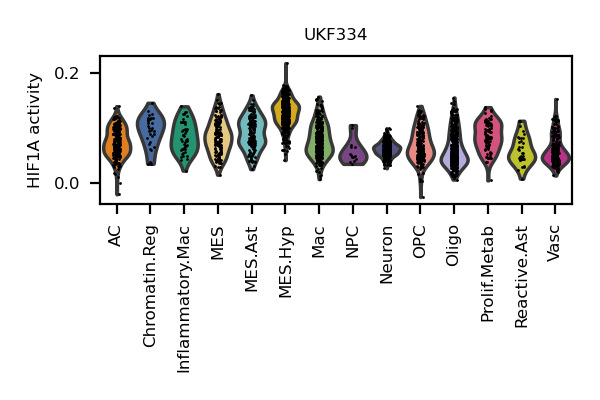 UKF334
HIF1A activity
0.2
0.0
AC
Chromatin.Reg
Inflammatory.Mac
MES
MES.Ast
MES.Hyp
Mac
NPC
Neuron
OPC
Oligo
Prolif.Metab
Reactive.Ast
Vasc